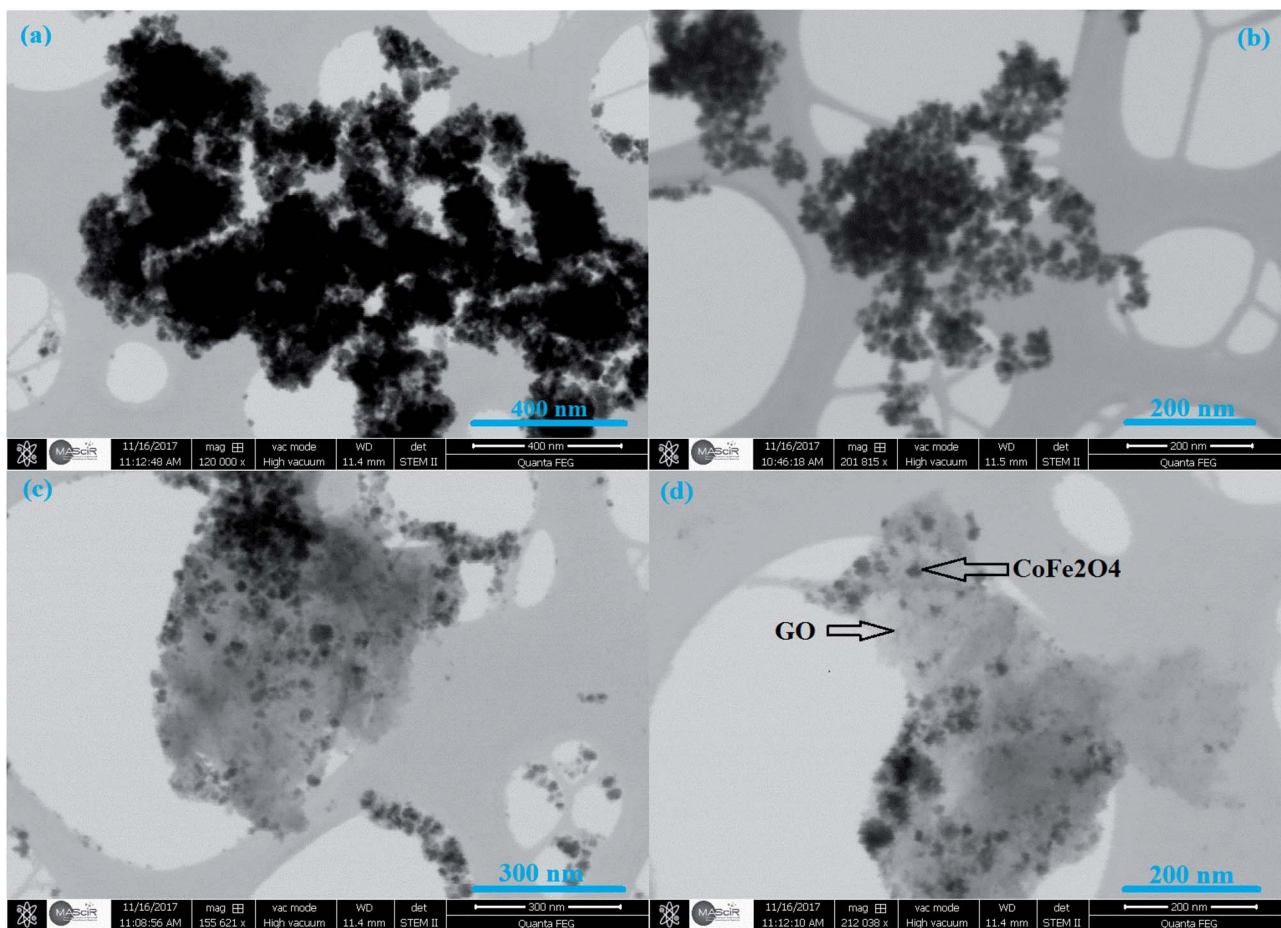 (a)
400 nm
MAScIR
11/16/2017
11:12:48 AM
mag
120 000 x
vac mode
High vacuum
WD
11.4 mm
det
STEM II
400 nm
Quanta FEG
(b)
200 nm
MAScIR
11/16/2017
10:46:18 AM
mag
201 815 x
vac mode
High vacuum
WD
11.5 mm
det
STEM II
200 nm
Quanta FEG
(c)
300 nm
MAScIR
11/16/2017
11:08:56 AM
mag
155 621 x
vac mode
High vacuum
WD
11.4 mm
det
STEM II
300 nm
Quanta FEG
(d)
CoFe2O4
GO
200 nm
MAScIR
11/16/2017
11:12:10 AM
mag
212 038 x
vac mode
High vacuum
WD
11.4 mm
det
STEM II
200 nm
Quanta FEG